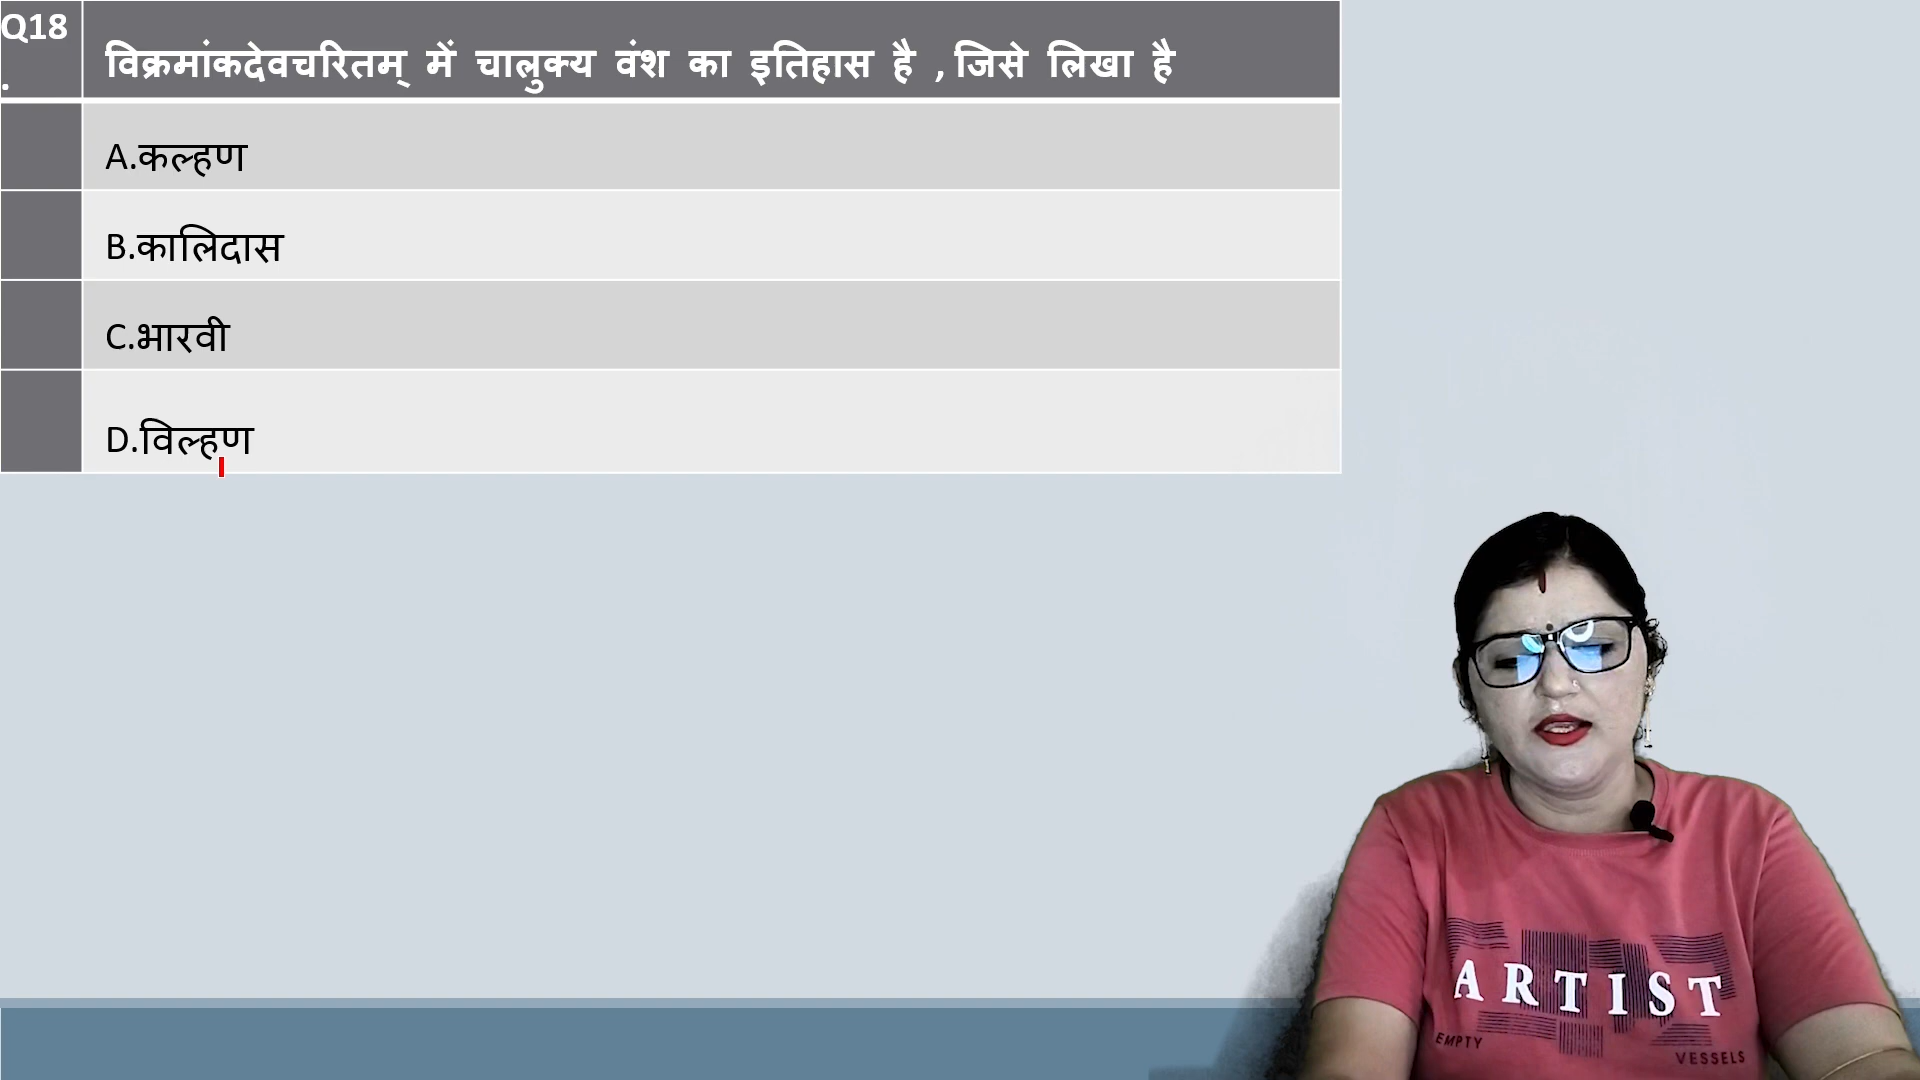 Q18
.
विक्रमांकदेवचरितम् में चालुक्य वंश का इतिहास है , जिसे लिखा है
A.कल्हण
B.कालिदास
C.भारवी
D.विल्हण
ARTIST
EMPTY
VESSELS